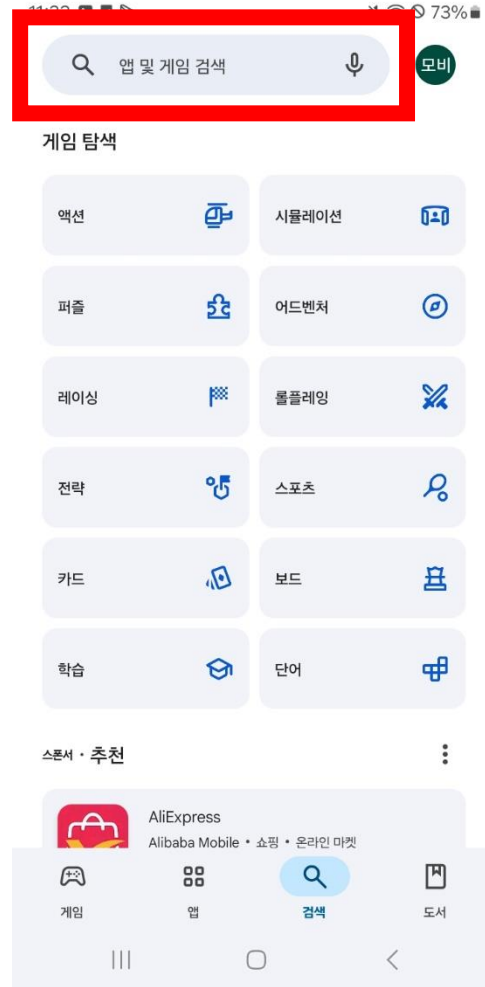 73%
앱 및 게임 검색
모비
게임 탐색
액션
시뮬레이션
퍼즐
어드벤처
레이싱
롤플레잉
전략
스포츠
카드
보드
학습
단어
스폰서 · 추천
AliExpress
Alibaba Mobile • 쇼핑 • 온라인 마켓
게임 앱 검색 도서